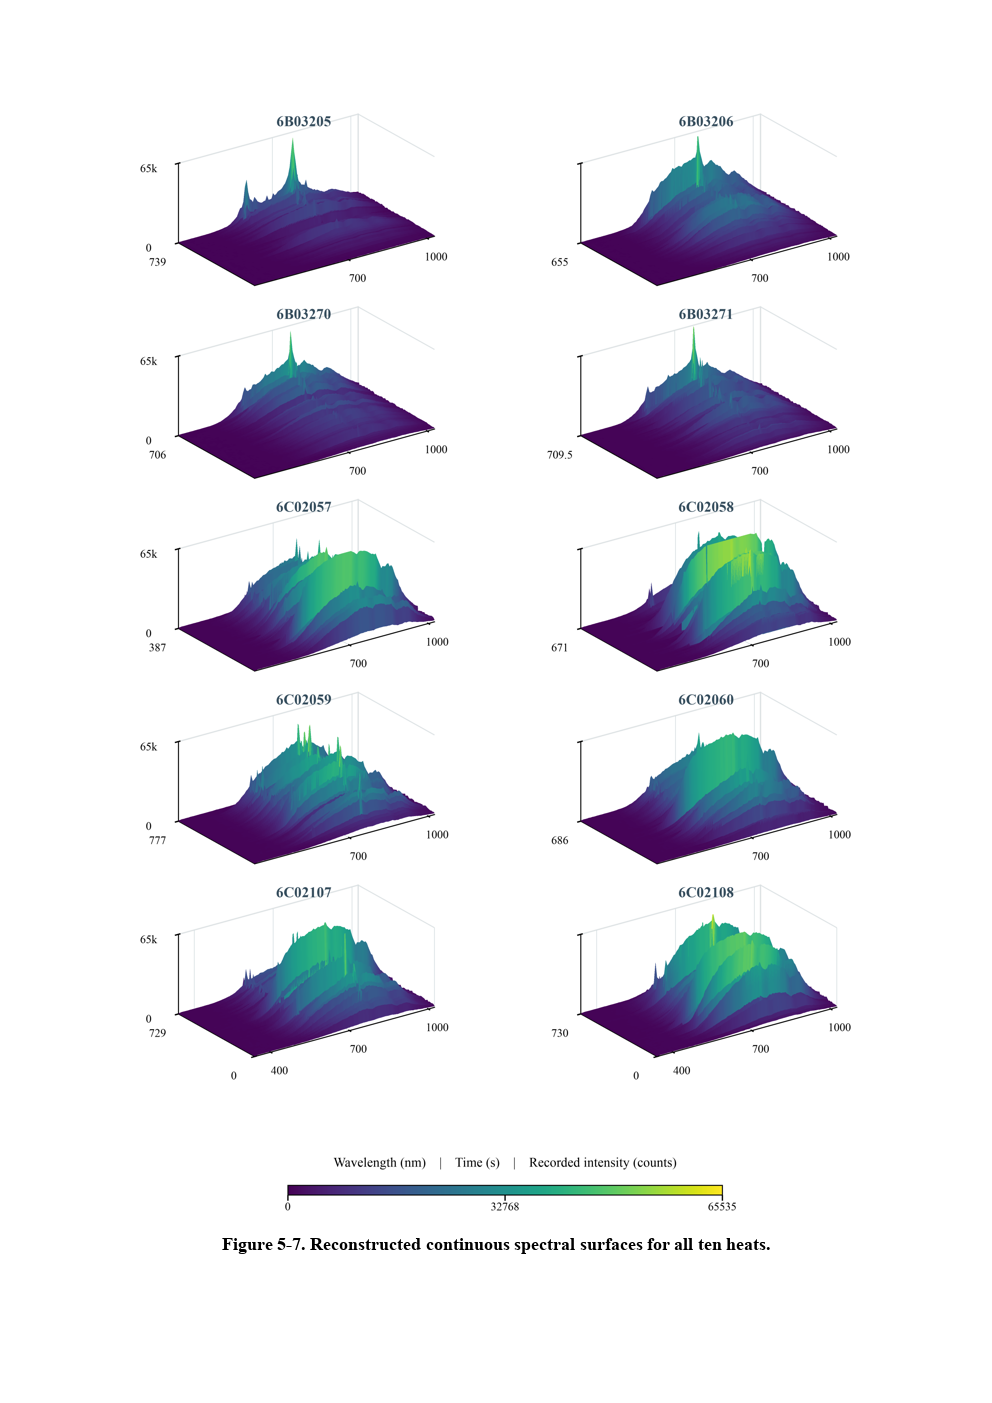 6B03205 6B03206
65k
0
739 655
700 1000 700 1000
6B03270 6B03271
65k
0
706 709.5
700 1000 700 1000
6C02057 6C02058
65k
0
387 671
700 1000 700 1000
6C02059 6C02060
65k
0
777 686
700 1000 700 1000
6C02107 6C02108
65k
0
729 730
0 400 700 1000 0 400 700 1000
Wavelength (nm) | Time (s) | Recorded intensity (counts)
0 32768 65535
Figure 5-7. Reconstructed continuous spectral surfaces for all ten heats.